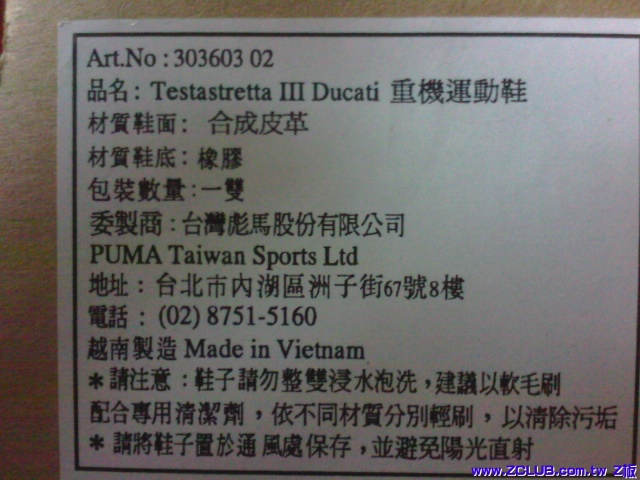 Art.No : 303603 02
品名: Testastretta III Ducati 重機運動鞋
材質鞋面: 合成皮革
材質鞋底: 橡膠
包裝數量:一雙
委製商:台灣彪馬股份有限公司
PUMA Taiwan Sports Ltd
地址: 台北市內湖區洲子街67號8樓
電話: (02) 8751-5160
越南製造 Made in Vietnam
*請注意:鞋子請勿整雙浸水泡洗,建議以軟毛刷
配合專用清潔劑,依不同材質分別輕刷,以清除污垢
*請將鞋子置於通風處保存,並避免陽光直射
www.ZCLUB.com.tw Z版